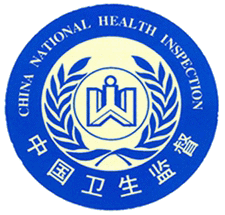 CHINA NATIONAL HEALTH INSPECTION
中国卫生监督